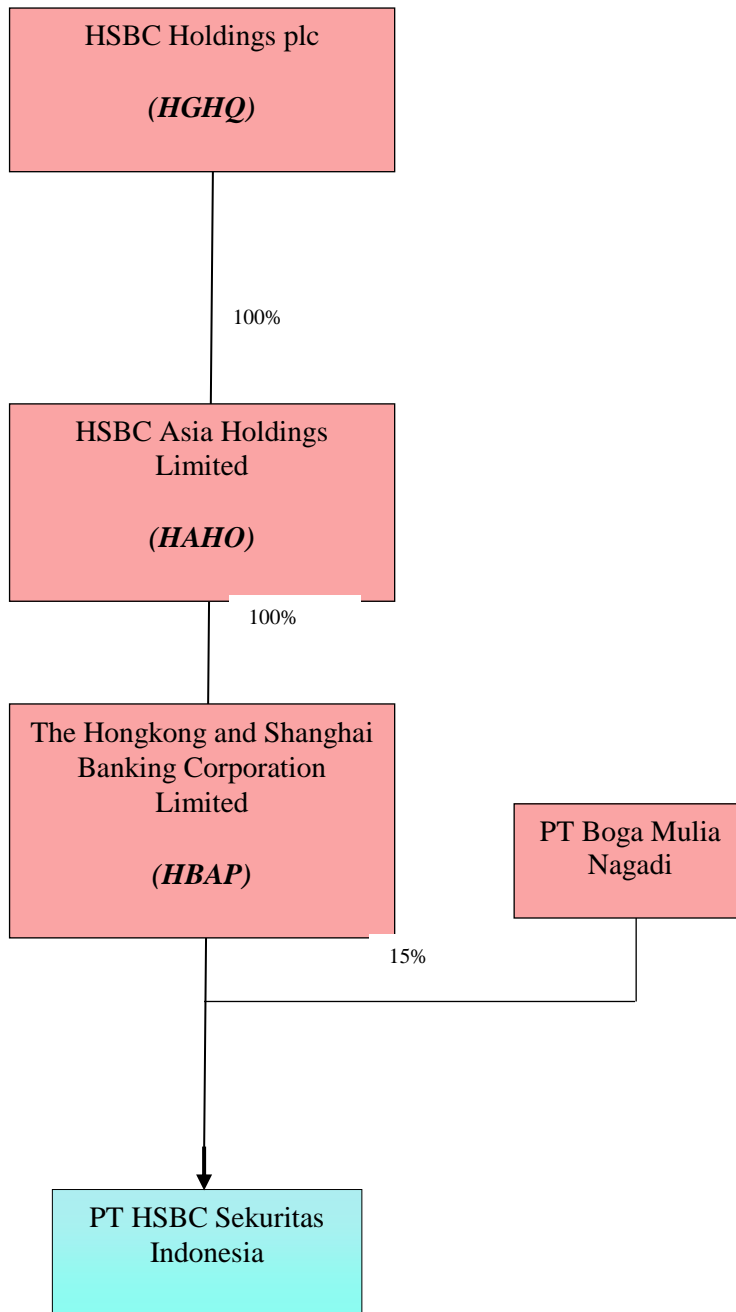 HSBC Holdings plc
(HGHQ)
100%
HSBC Asia Holdings
Limited
(HAHO)
100%
The Hongkong and Shanghai
Banking Corporation
Limited
(HBAP)
PT Boga Mulia
Nagadi
15%
PT HSBC Sekuritas
Indonesia